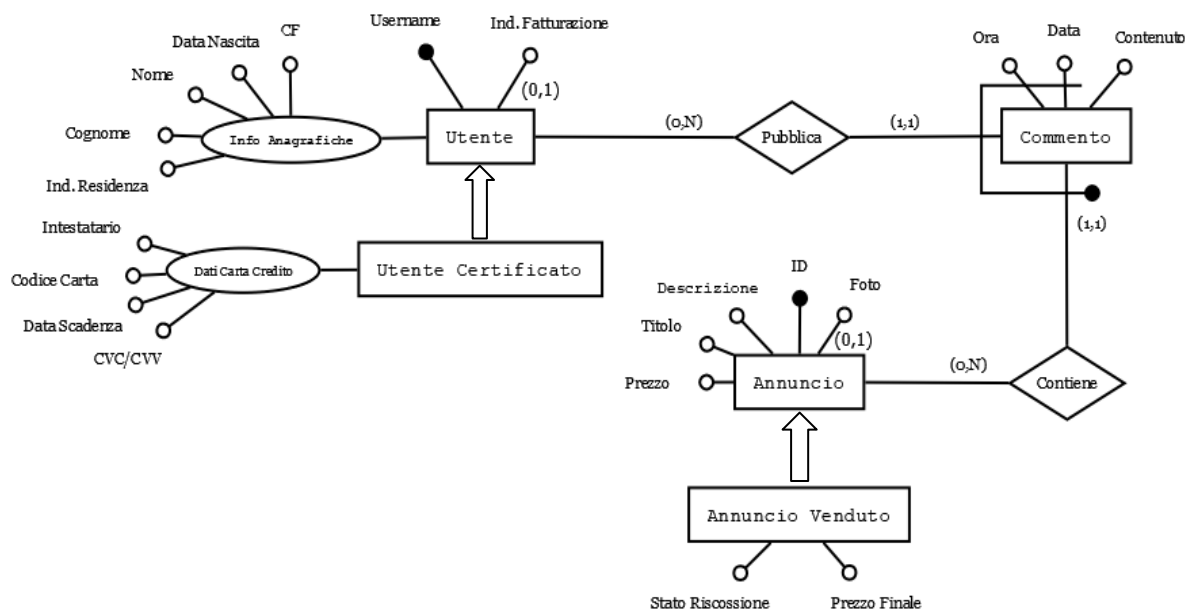 Username
Ind. Fatturazione
CF
Data Nascita
Nome
Cognome
Ind. Residenza
Info Anagrafiche
(0,1)
Utente
(0,N)
Pubblica
(1,1)
Ora
Data
Contenuto
Commento
(1,1)
Intestatario
Codice Carta
Data Scadenza
CVC/CVV
Dati Carta Credito
Utente Certificato
ID
Descrizione
Foto
Titolo
(0,1)
Prezzo
Annuncio
(0,N)
Contiene
Annuncio Venduto
Stato Riscossione
Prezzo Finale